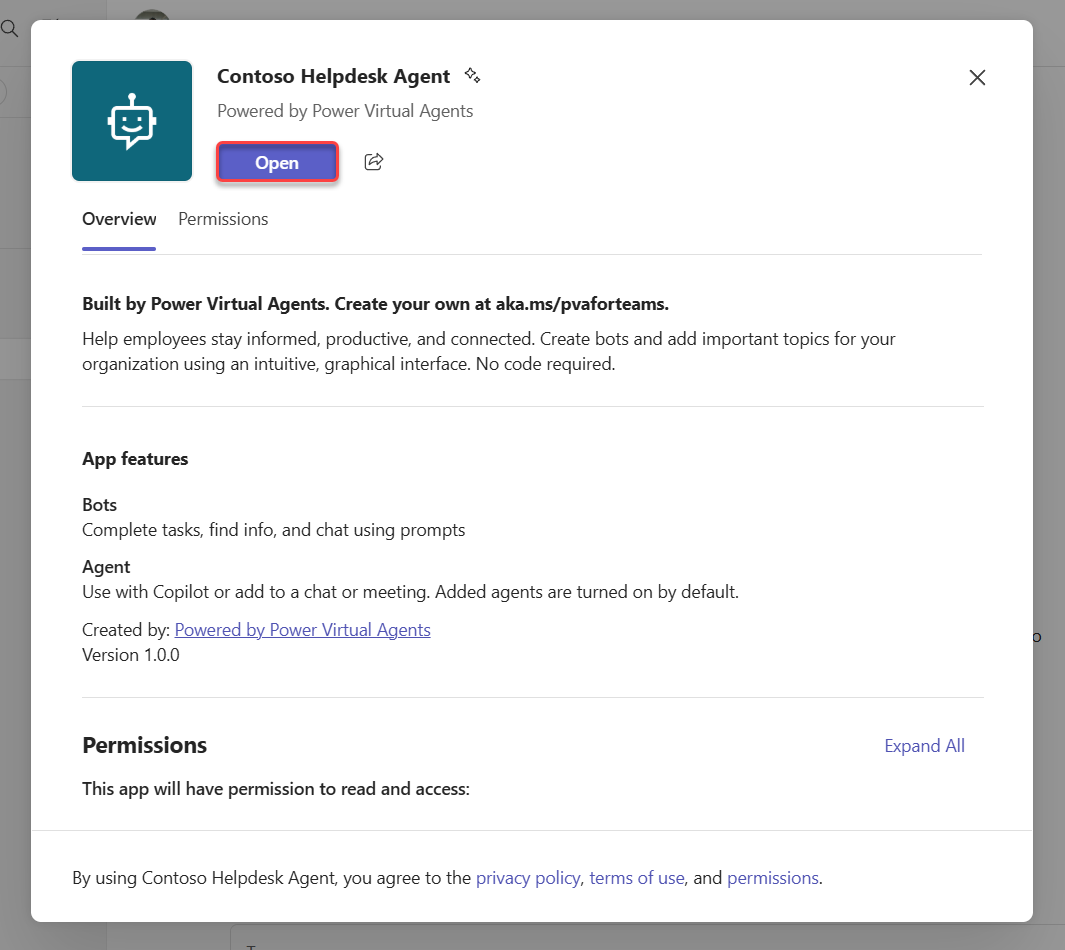 Contoso Helpdesk Agent
Powered by Power Virtual Agents
Open
Overview Permissions
Built by Power Virtual Agents. Create your own at aka.ms/pvaforteams.
Help employees stay informed, productive, and connected. Create bots and add important topics for your
organization using an intuitive, graphical interface. No code required.
App features
Bots
Complete tasks, find info, and chat using prompts
Agent
Use with Copilot or add to a chat or meeting. Added agents are turned on by default.
Created by: Powered by Power Virtual Agents
Version 1.0.0
Permissions
Expand All
This app will have permission to read and access:
By using Contoso Helpdesk Agent, you agree to the privacy policy, terms of use, and permissions.